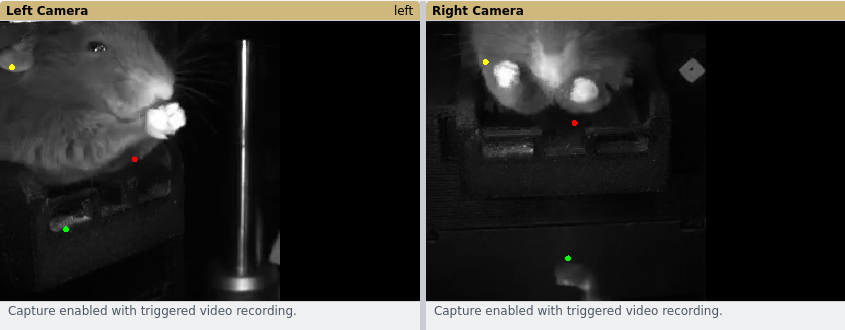 Left Camera left
Right Camera
Capture enabled with triggered video recording.
Capture enabled with triggered video recording.